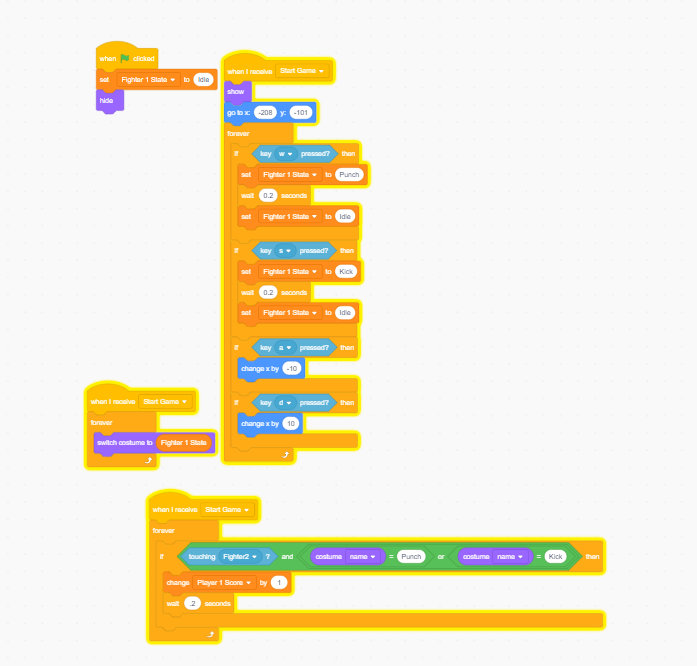 when clicked
set Fighter 1 State to Idle
hide
when I receive Start Game
show
go to x: -208 y: -101
forever
if key w pressed? then
set Fighter 1 State to Punch
wait 0.2 seconds
set Fighter 1 State to Idle
if key s pressed? then
set Fighter 1 State to Kick
wait 0.2 seconds
set Fighter 1 State to Idle
if key a pressed? then
change x by -10
if key d pressed? then
change x by 10
when I receive Start Game
forever
switch costume to Fighter 1 State
when I receive Start Game
forever
if touching Fighter2 ? and costume name = Punch or costume name = Kick then
change Player 1 Score by 1
wait .2 seconds